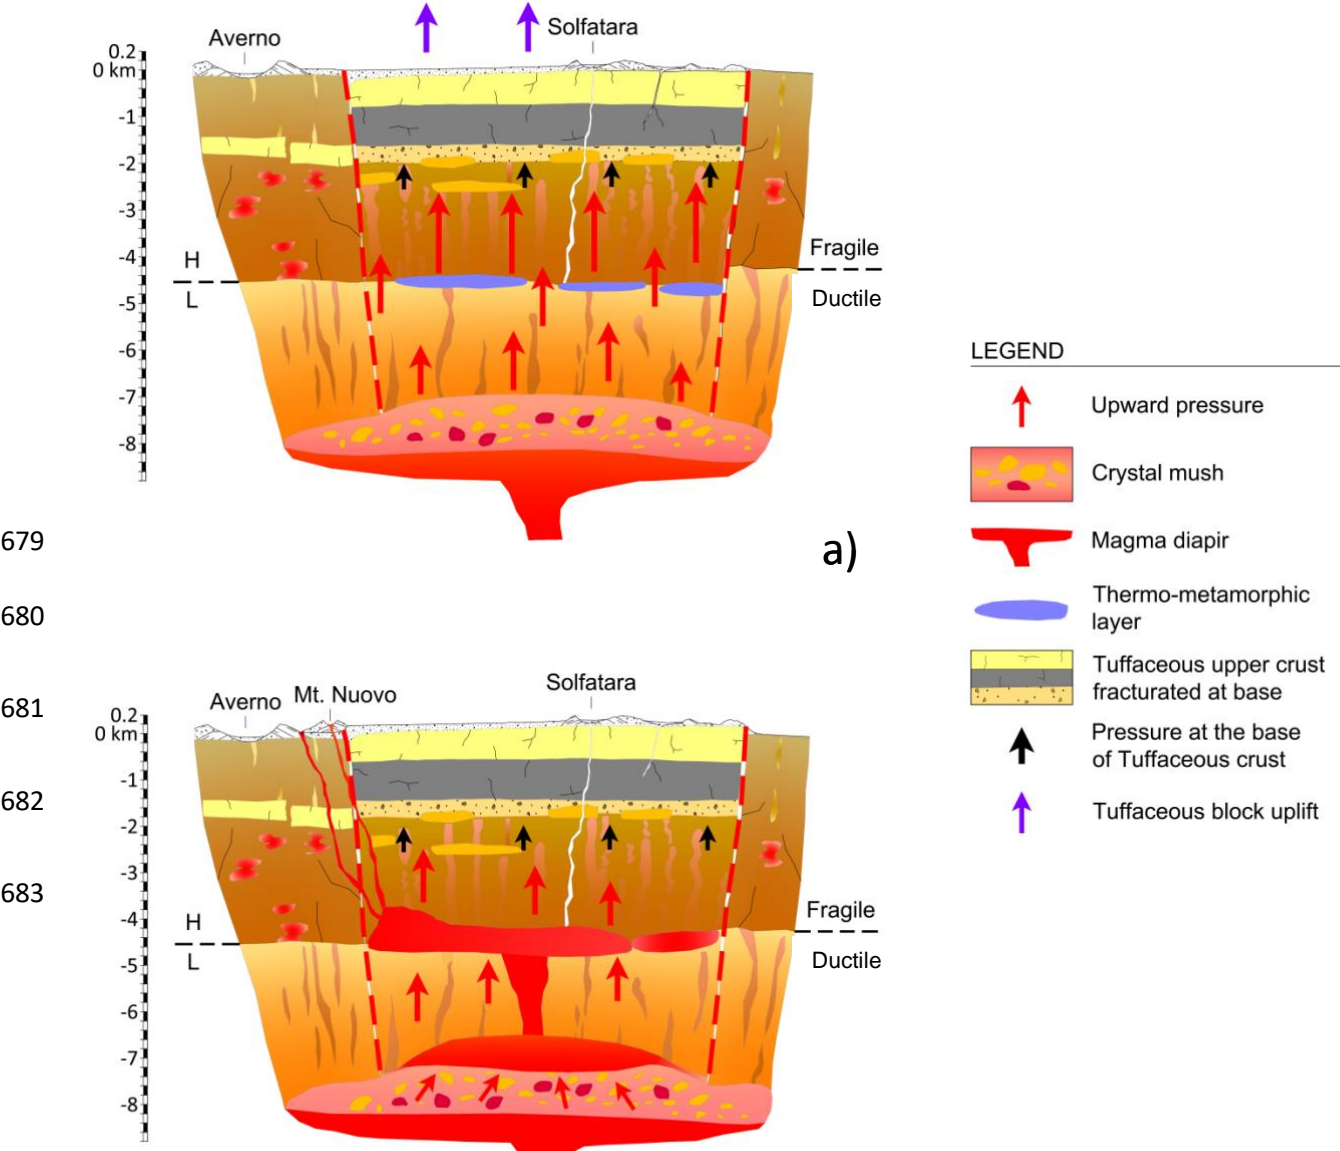 Averno
Solfatara
0.2
0 km
-1
-2
-3
-4
-5
-6
-7
-8
H
L
Fragile
Ductile
679
a)
680
681
682
683
Averno
Mt. Nuovo
Solfatara
0.2
0 km
-1
-2
-3
-4
-5
-6
-7
-8
H
L
Fragile
Ductile
LEGEND
Upward pressure
Crystal mush
Magma diapir
Thermo-metamorphic
layer
Tuffaceous upper crust
fracturated at base
Pressure at the base
of Tuffaceous crust
Tuffaceous block uplift